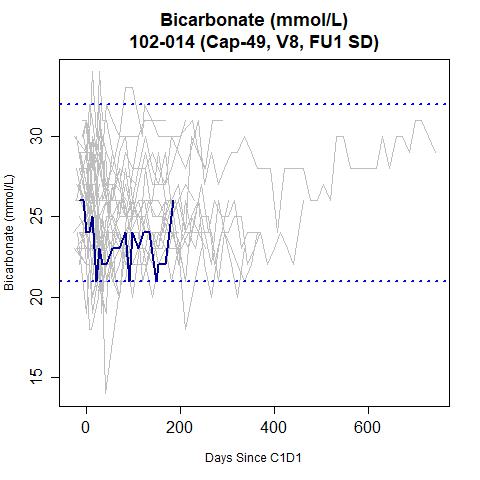 Bicarbonate (mmol/L)
102-014 (Cap-49, V8, FU1 SD)
Bicarbonate (mmol/L)
30
25
20
15
0 200 400 600
Days Since C1D1